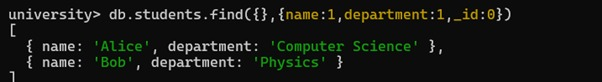 university> db.students.find({},{name:1,department:1,_id:0})
[
  { name: 'Alice', department: 'Computer Science' },
  { name: 'Bob', department: 'Physics' }
]